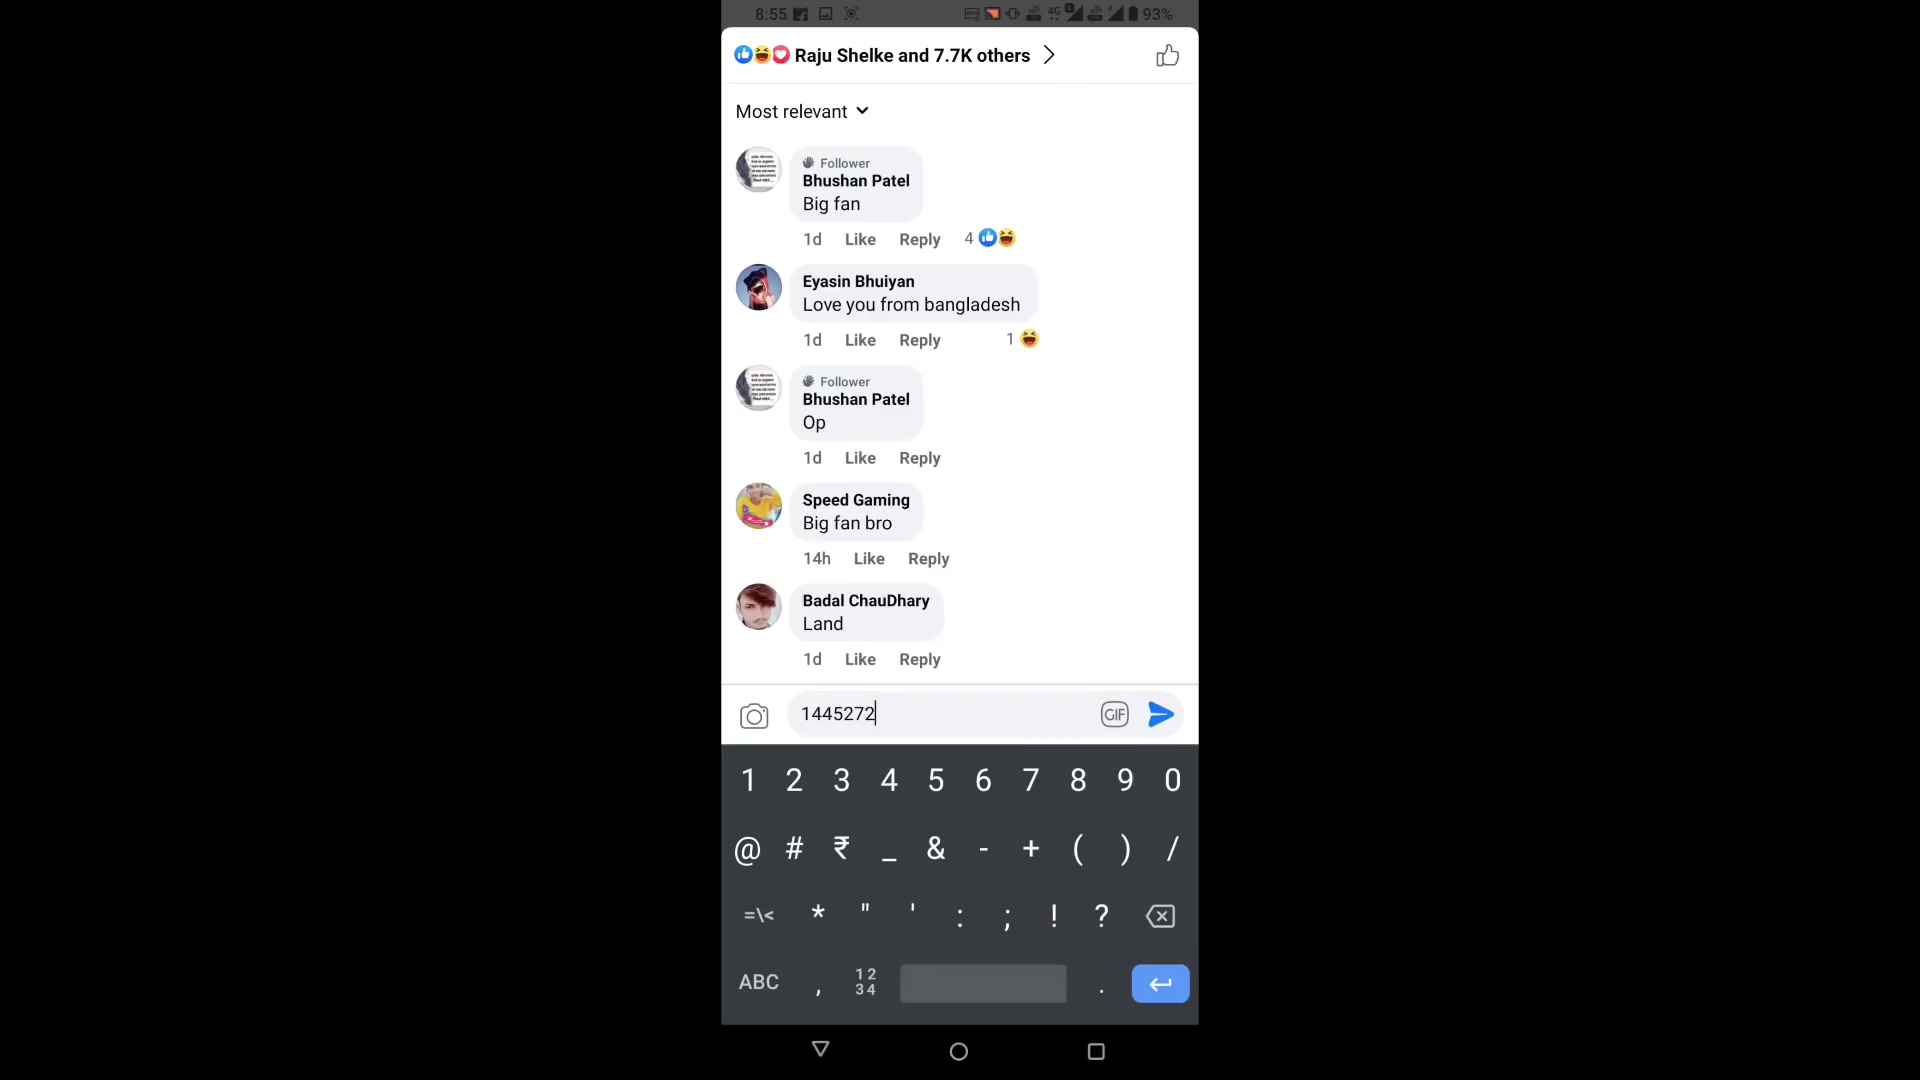 8:55 4G 93%
Raju Shelke and 7.7K others
Most relevant
Follower
Bhushan Patel
Big fan
1d Like Reply 4
Eyasin Bhuiyan
Love you from bangladesh
1d Like Reply 1
Follower
Bhushan Patel
Op
1d Like Reply
Speed Gaming
Big fan bro
14h Like Reply
Badal ChauDhary
Land
1d Like Reply
1445272 GIF
1 2 3 4 5 6 7 8 9 0
@ # ₹ _ & - + ( ) /
=\< * " ' : ; ! ?
ABC , 12 34 .